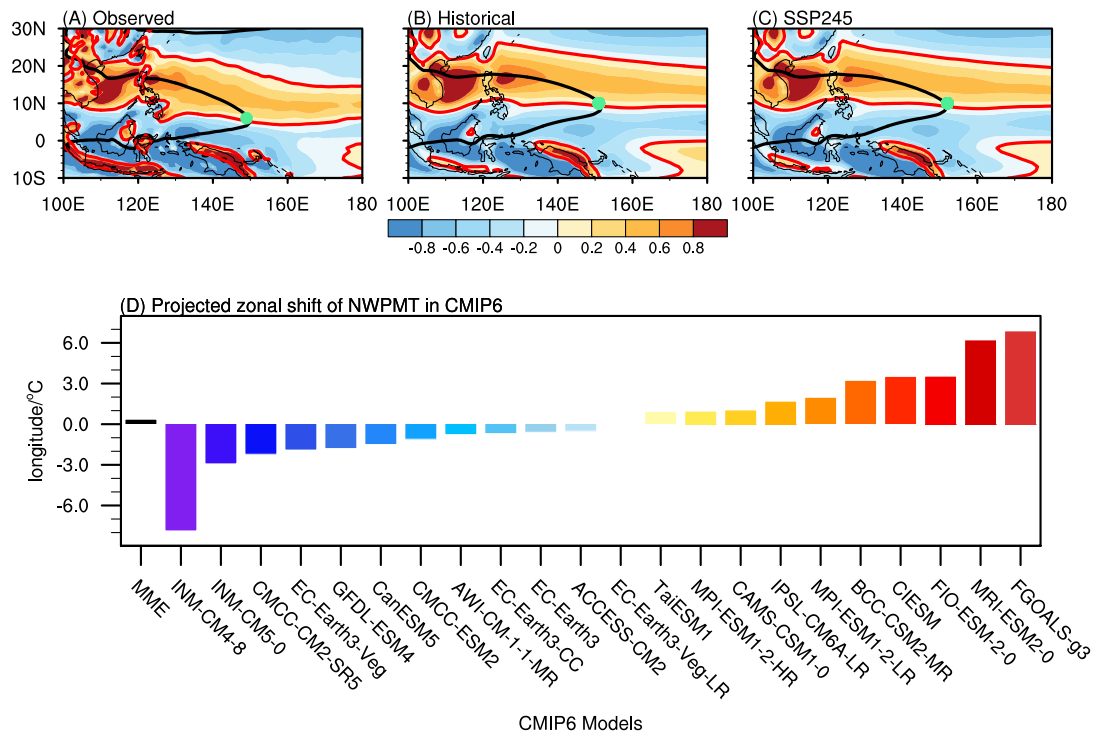 (A) Observed
(B) Historical
(C) SSP245
30N
20N
10N
0
10S
100E 120E 140E 160E 180
100E 120E 140E 160E 180
100E 120E 140E 160E 180
-0.8 -0.6 -0.4 -0.2 0 0.2 0.4 0.6 0.8
(D) Projected zonal shift of NWPMT in CMIP6
longitude/°C
6.0
3.0
0.0
-3.0
-6.0
MME
INM-CM4-8
INM-CM5-0
CMCC-CM2-SR5
EC-Earth3-Veg
GFDL-ESM4
CanESM5
CMCC-ESM2
AWI-CM-1-1-MR
EC-Earth3-CC
EC-Earth3
ACCESS-CM2
EC-Earth3-Veg-LR
TaiESM1
MPI-ESM1-2-HR
CAMS-CSM1-0
IPSL-CM6A-LR
MPI-ESM1-2-LR
BCC-CSM2-MR
CIESM
FIO-ESM-2-0
MRI-ESM2-0
FGOALS-g3
CMIP6 Models